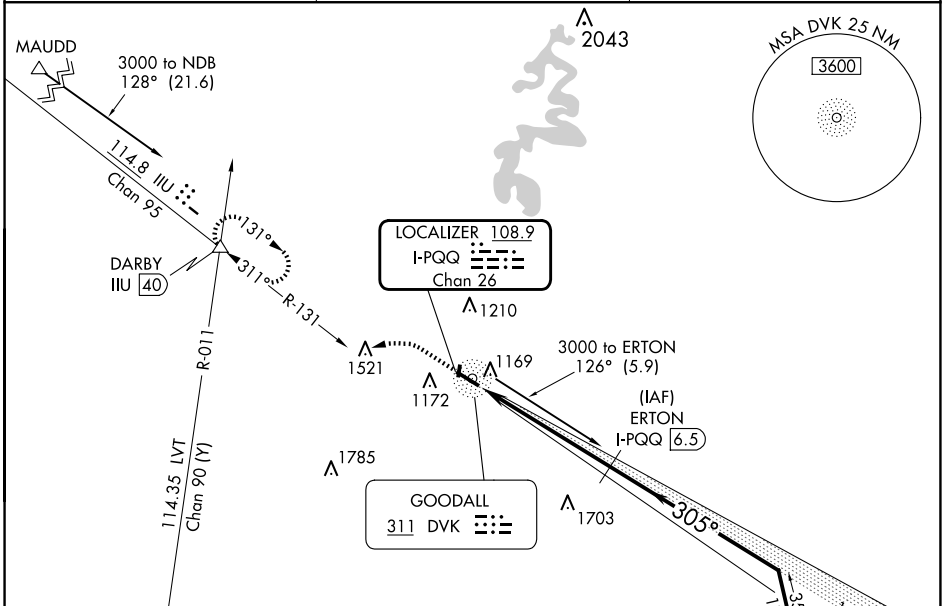 2043
MAUDD
3000 to NDB
128° (21.6)
MSA DVK 25 NM
3600
114.8 IIU
Chan 95
131°
311°
DARBY
IIU 40
R-131
R-011
LOCALIZER 108.9
I-PQQ
Chan 26
1210
1521
1172
1169
3000 to ERTON
126° (5.9)
(IAF)
ERTON
I-PQQ 6.5
1785
114.35 LVT
Chan 90 (Y)
GOODALL
311 DVK
1703
305°